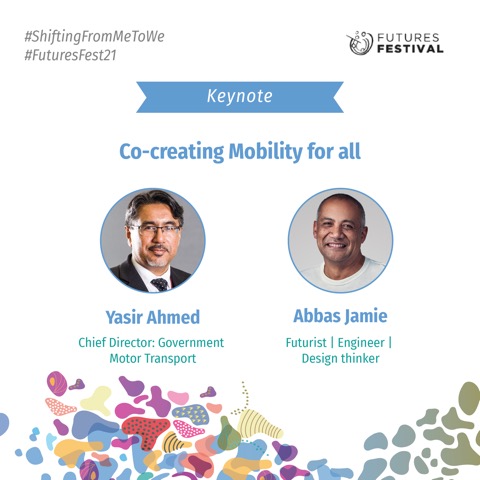 #ShiftingFromMeToWe
#FuturesFest21
FUTURES
FESTIVAL
Keynote
Co-creating Mobility for all
Yasir Ahmed
Chief Director: Government
Motor Transport
Abbas Jamie
Futurist | Engineer |
Design thinker